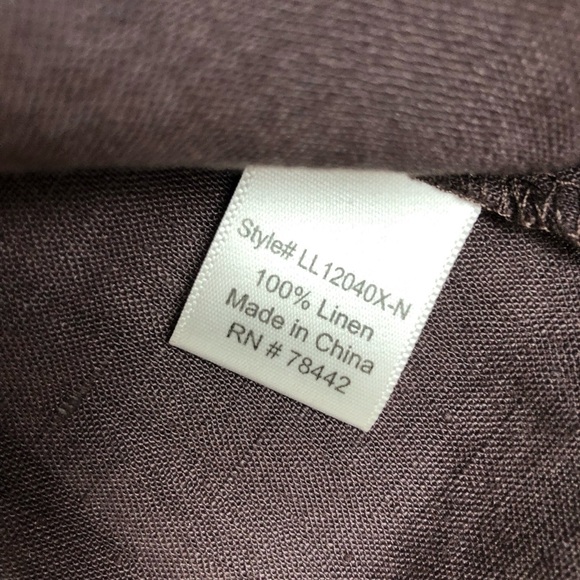 Style# LL12040X-N
100% Linen
Made in China
RN # 78442